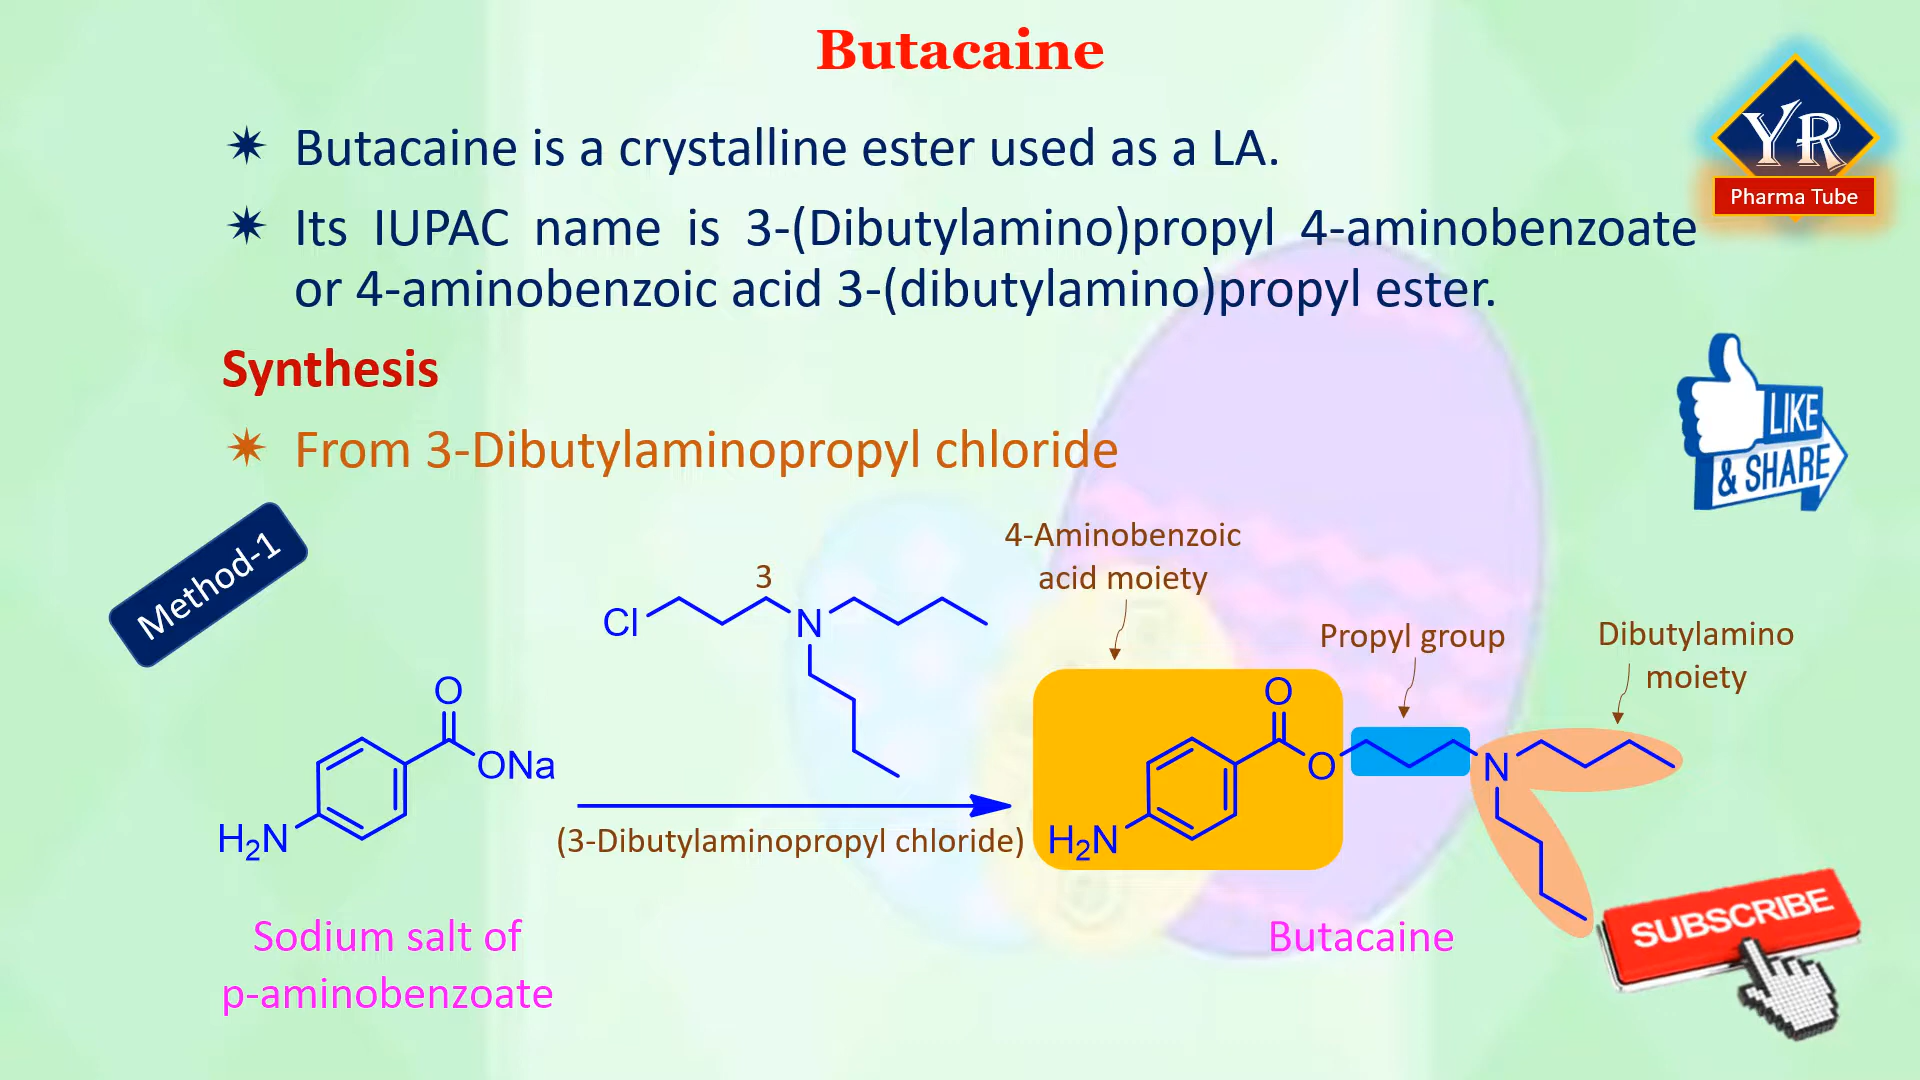 Butacaine
YR
Pharma Tube
✷ Butacaine is a crystalline ester used as a LA.
✷ Its IUPAC name is 3-(Dibutylamino)propyl 4-aminobenzoate
or 4-aminobenzoic acid 3-(dibutylamino)propyl ester.
Synthesis
✷ From 3-Dibutylaminopropyl chloride
LIKE
& SHARE
Method-1
3
Cl
N
4-Aminobenzoic
acid moiety
Propyl group
Dibutylamino
moiety
O
ONa
H₂N
(3-Dibutylaminopropyl chloride)
O
O
N
H₂N
Sodium salt of
p-aminobenzoate
Butacaine
SUBSCRIBE